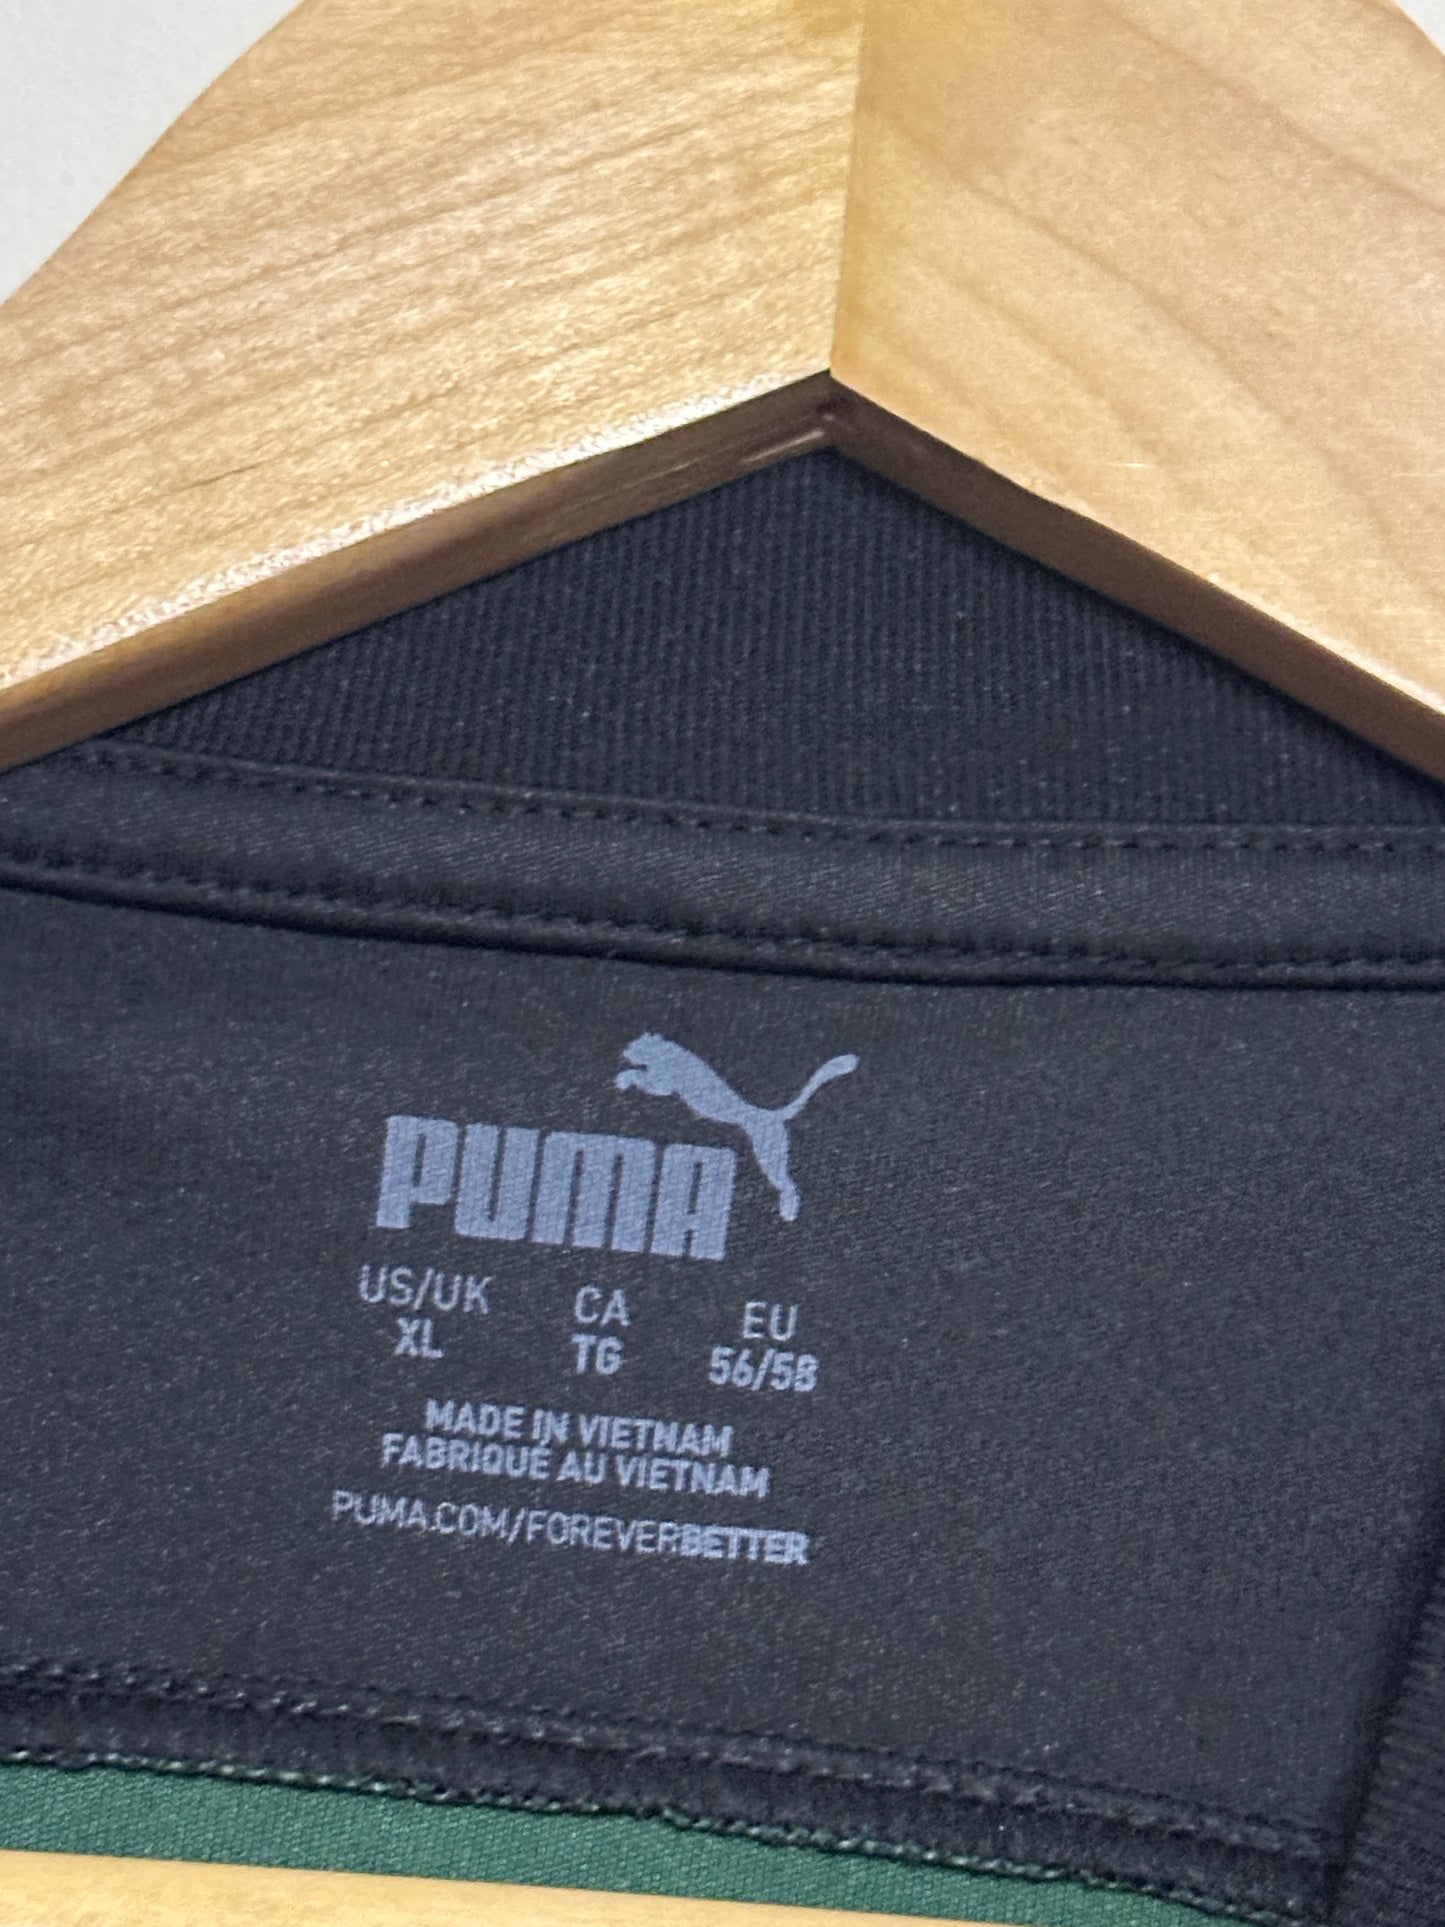 PUMA
US/UK CA EU
XL TG 56/58
MADE IN VIETNAM
FABRIQUÉ AU VIETNAM
PUMA.COM/FOREVERBETTER